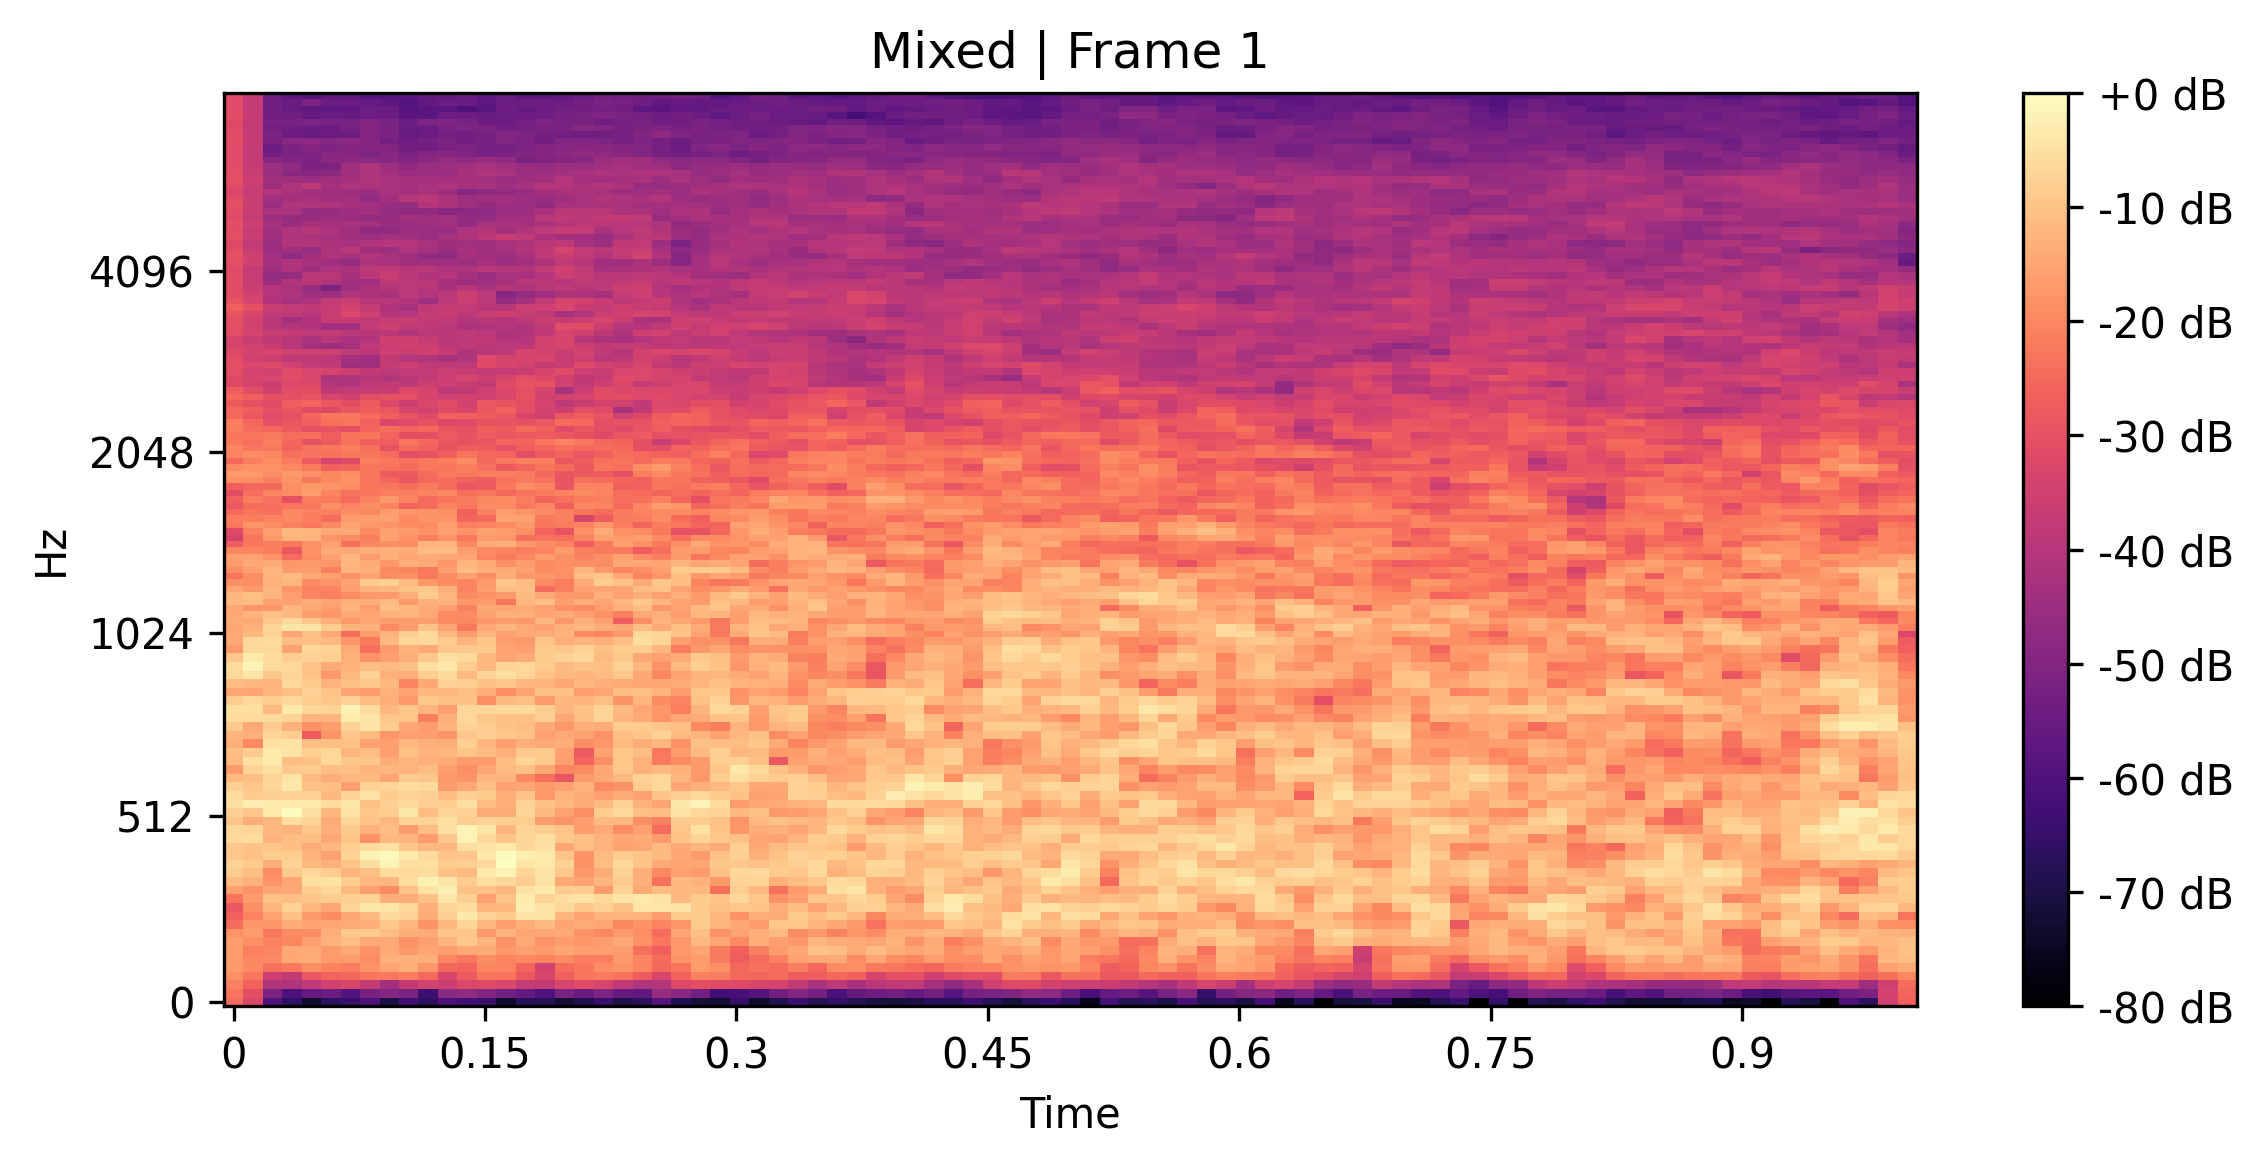 Mixed | Frame 1
Hz
4096
2048
1024
512
0
0 0.15 0.3 0.45 0.6 0.75 0.9
Time
+0 dB
-10 dB
-20 dB
-30 dB
-40 dB
-50 dB
-60 dB
-70 dB
-80 dB